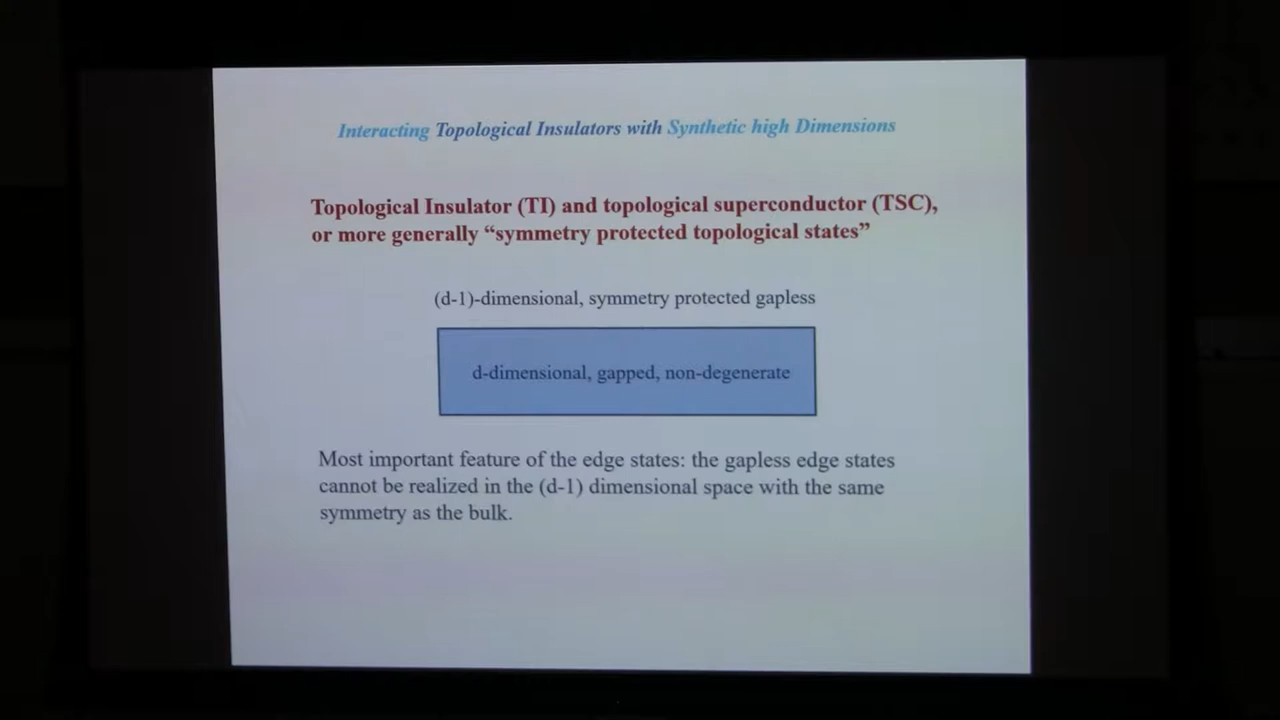 Interacting Topological Insulators with Synthetic high Dimensions
Topological Insulator (TI) and topological superconductor (TSC),
or more generally “symmetry protected topological states”
(d-1)-dimensional, symmetry protected gapless
d-dimensional, gapped, non-degenerate
Most important feature of the edge states: the gapless edge states
cannot be realized in the (d-1) dimensional space with the same
symmetry as the bulk.